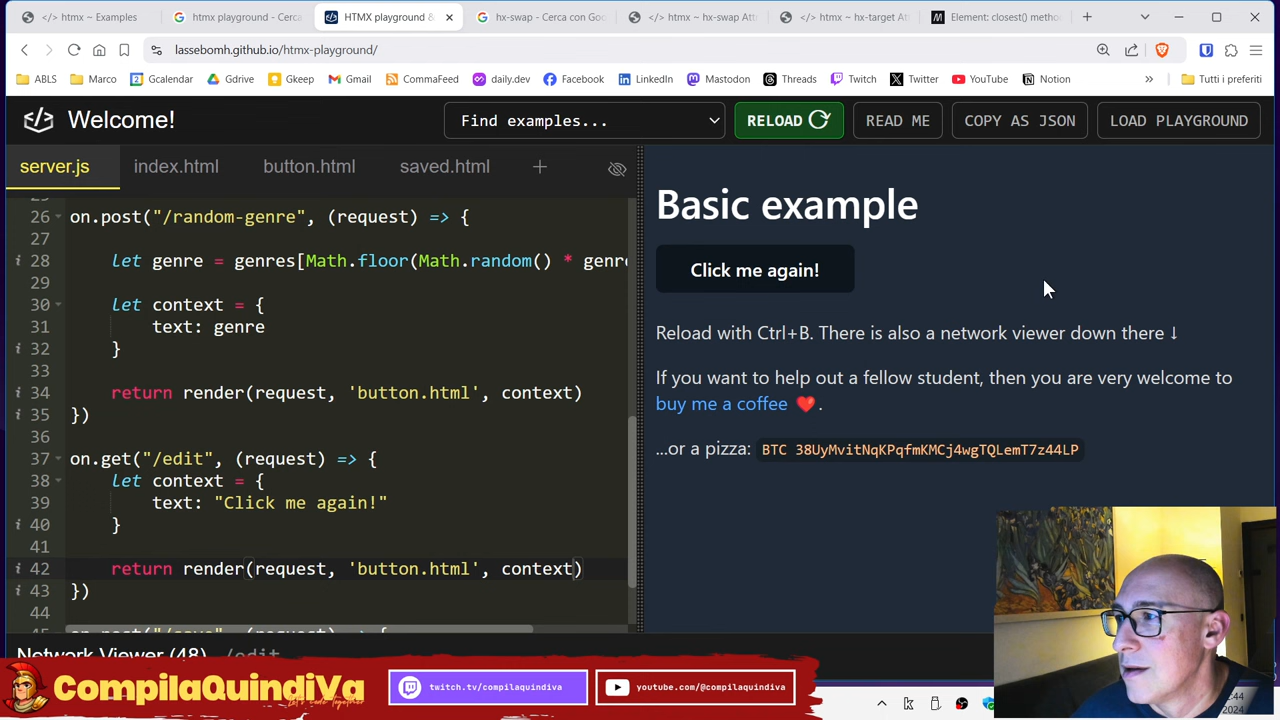 </> htmx ~ Examples
htmx playground - Cerca
HTMX playground &
hx-swap - Cerca con Goo
</> htmx ~ hx-swap Att
</> htmx ~ hx-target At
Element: closest() metho
lassebomh.github.io/htmx-playground/
ABLS
Marco
Gcalendar
Gdrive
Gkeep
Gmail
CommaFeed
daily.dev
Facebook
LinkedIn
Mastodon
Threads
Twitch
Twitter
YouTube
Notion
»
Tutti i preferiti
Welcome!
Find examples...
RELOAD
READ ME
COPY AS JSON
LOAD PLAYGROUND
server.js
index.html
button.html
saved.html
+
26 on.post("/random-genre", (request) => {
27
28 let genre = genres[Math.floor(Math.random() * genre
29
30 let context = {
31 text: genre
32 }
33
34 return render(request, 'button.html', context)
35 })
36
37 on.get("/edit", (request) => {
38 let context = {
39 text: "Click me again!"
40 }
41
42 return render(request, 'button.html', context)
43 })
44
Basic example
Click me again!
Reload with Ctrl+B. There is also a network viewer down there ↓
If you want to help out a fellow student, then you are very welcome to
buy me a coffee ❤️.
...or a pizza: BTC 38UyMvitNqKPqfmKMCj4wgTQLemT7z44LP
Network Viewer (48) /edit
CompilaQuindiVa
Let's Code Together
twitch.tv/compilaquindiva
youtube.com/@compilaquindiva